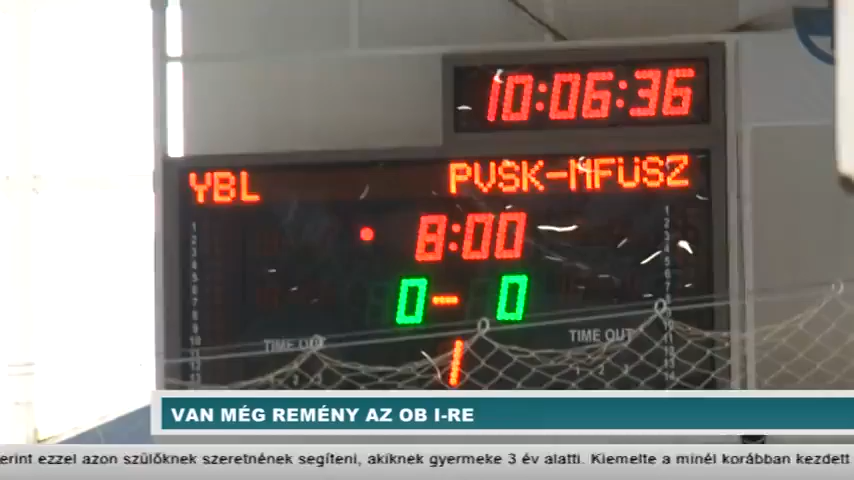 10:06:36
YBL PVSK-MFÜSZ
8:00
0-0
TIME OUT TIME OUT
1
VAN MÉG REMÉNY AZ OB I-RE
erint ezzel azon szülőknek szeretnének segíteni, akiknek gyermeke 3 év alatti. Kiemelte a minél korábban kezdett